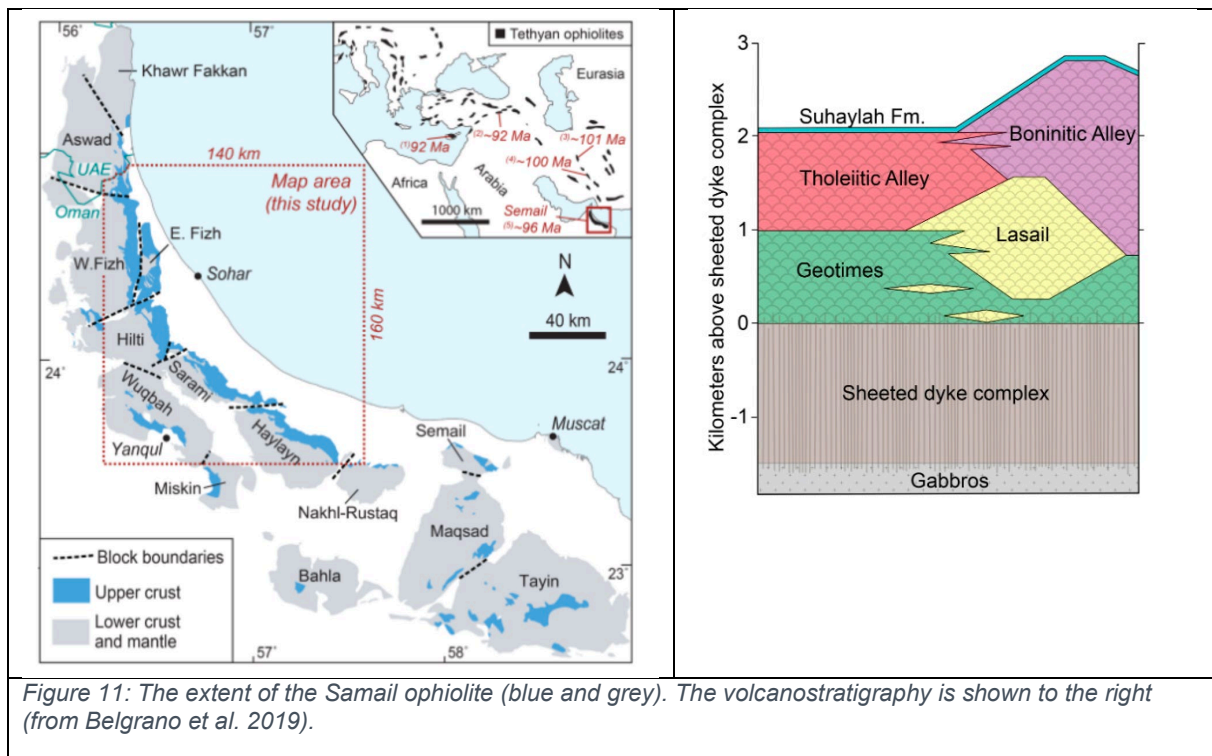 56
57
Khawr Fakkan
Aswad
UAE
Oman
140 km
Map area
(this study)
160 km
E. Fizh
W.Fizh
Sohar
N
40 km
Hilti
24
24
Sarami
Wuqbah
Yanqul
Haylayn
Miskin
Nakhl-Rustaq
Semail
Muscat
Maqsad
Bahla
Tayin
23
57
58
Block boundaries
Upper crust
Lower crust
and mantle
Tethyan ophiolites
Eurasia
(1)92 Ma
(2)~92 Ma
(3)~101 Ma
(4)~100 Ma
Africa
Arabia
1000 km
Semail
(5)~96 Ma
Kilometers above sheeted dyke complex
3
2
1
0
-1
Suhaylah Fm.
Boninitic Alley
Tholeiitic Alley
Lasail
Geotimes
Sheeted dyke complex
Gabbros
Figure 11: The extent of the Samail ophiolite (blue and grey). The volcanostratigraphy is shown to the right
(from Belgrano et al. 2019).